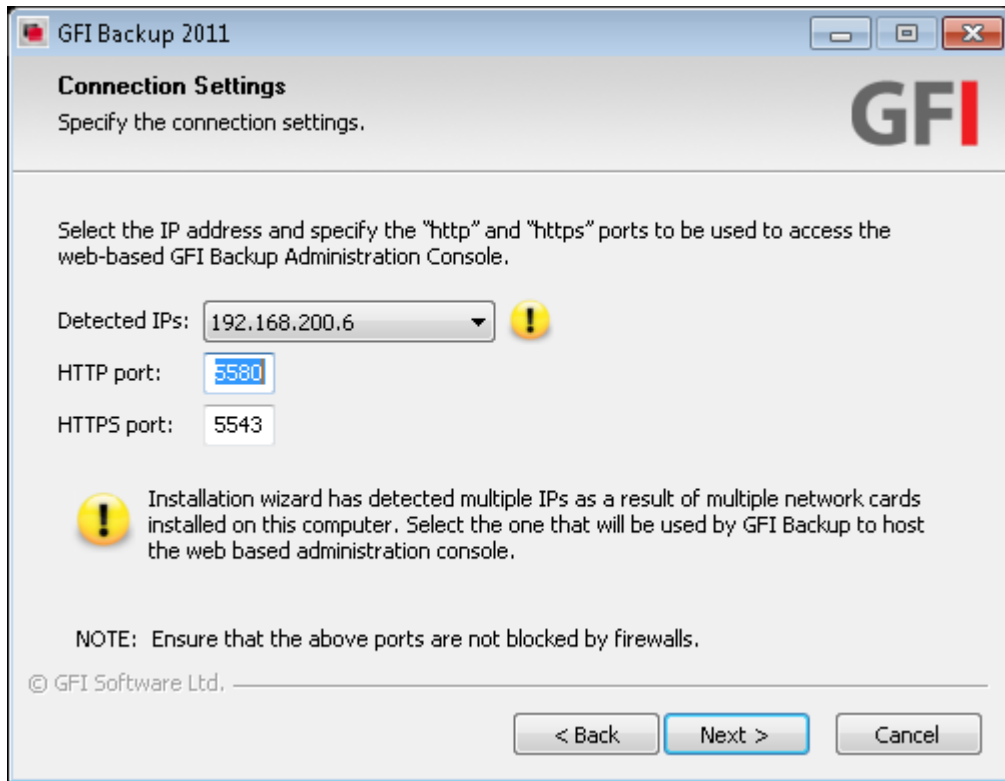 GFI Backup 2011
Connection Settings
Specify the connection settings.
GFI
Select the IP address and specify the "http" and "https" ports to be used to access the
web-based GFI Backup Administration Console.
Detected IPs: 192.168.200.6
HTTP port: 5580
HTTPS port: 5543
Installation wizard has detected multiple IPs as a result of multiple network cards
installed on this computer. Select the one that will be used by GFI Backup to host
the web based administration console.
NOTE: Ensure that the above ports are not blocked by firewalls.
© GFI Software Ltd.
< Back Next > Cancel